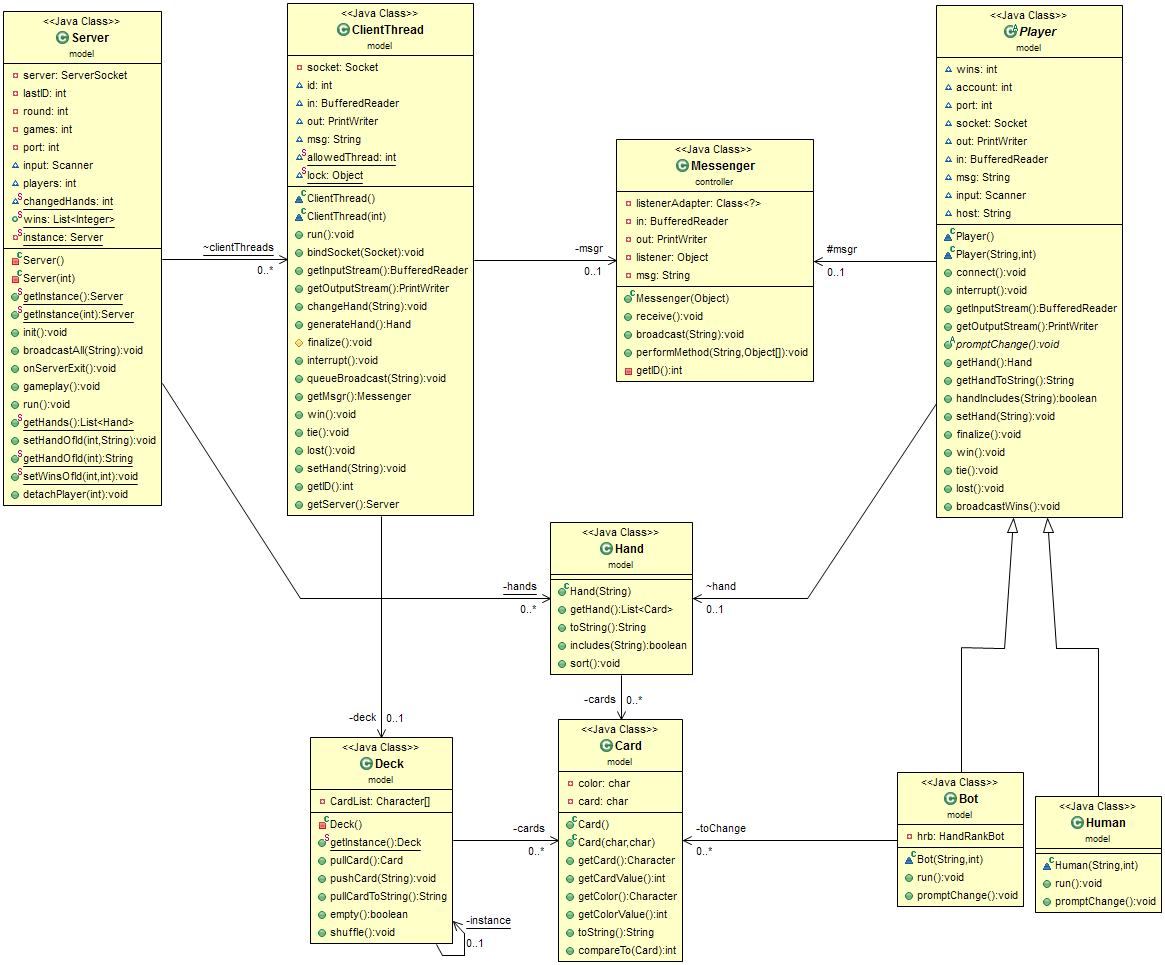 <<Java Class>>
Server
model
server: ServerSocket
lastID: int
round: int
games: int
port: int
input: Scanner
players: int
changedHands: int
wins: List<Integer>
instance: Server
Server()
Server(int)
getInstance():Server
getInstance(int):Server
init():void
broadcastAll(String):void
onServerExit():void
gameplay():void
run():void
getHands():List<Hand>
setHandOfId(int,String):void
getHandOfId(int):String
setWinsOfId(int,int):void
detachPlayer(int):void
~clientThreads
0..*
<<Java Class>>
ClientThread
model
socket: Socket
id: int
in: BufferedReader
out: PrintWriter
msg: String
allowedThread: int
lock: Object
ClientThread()
ClientThread(int)
run():void
bindSocket(Socket):void
getInputStream():BufferedReader
getOutputStream():PrintWriter
changeHand(String):void
generateHand():Hand
finalize():void
interrupt():void
queueBroadcast(String):void
getMsgr():Messenger
win():void
tie():void
lost():void
setHand(String):void
getID():int
getServer():Server
-msgr
0..1
<<Java Class>>
Messenger
controller
listenerAdapter: Class<?>
in: BufferedReader
out: PrintWriter
listener: Object
msg: String
Messenger(Object)
receive():void
broadcast(String):void
performMethod(String,Object[]):void
getID():int
#msgr
0..1
<<Java Class>>
Player
model
wins: int
account: int
port: int
socket: Socket
out: PrintWriter
in: BufferedReader
msg: String
input: Scanner
host: String
Player()
Player(String,int)
connect():void
interrupt():void
getInputStream():BufferedReader
getOutputStream():PrintWriter
promptChange():void
getHand():Hand
getHandToString():String
handIncludes(String):boolean
setHand(String):void
finalize():void
win():void
tie():void
lost():void
broadcastWins():void
-hands
0..*
<<Java Class>>
Hand
model
Hand(String)
getHand():List<Card>
toString():String
includes(String):boolean
sort():void
~hand
0..1
-cards
0..*
-deck
0..1
<<Java Class>>
Deck
model
CardList: Character[]
Deck()
getInstance():Deck
pullCard():Card
pushCard(String):void
pullCardToString():String
empty():boolean
shuffle():void
-instance
0..1
-cards
0..*
<<Java Class>>
Card
model
color: char
card: char
Card()
Card(char,char)
getCard():Character
getCardValue():int
getColor():Character
getColorValue():int
toString():String
compareTo(Card):int
-toChange
0..*
<<Java Class>>
Bot
model
hrb: HandRankBot
Bot(String,int)
run():void
promptChange():void
<<Java Class>>
Human
model
Human(String,int)
run():void
promptChange():void